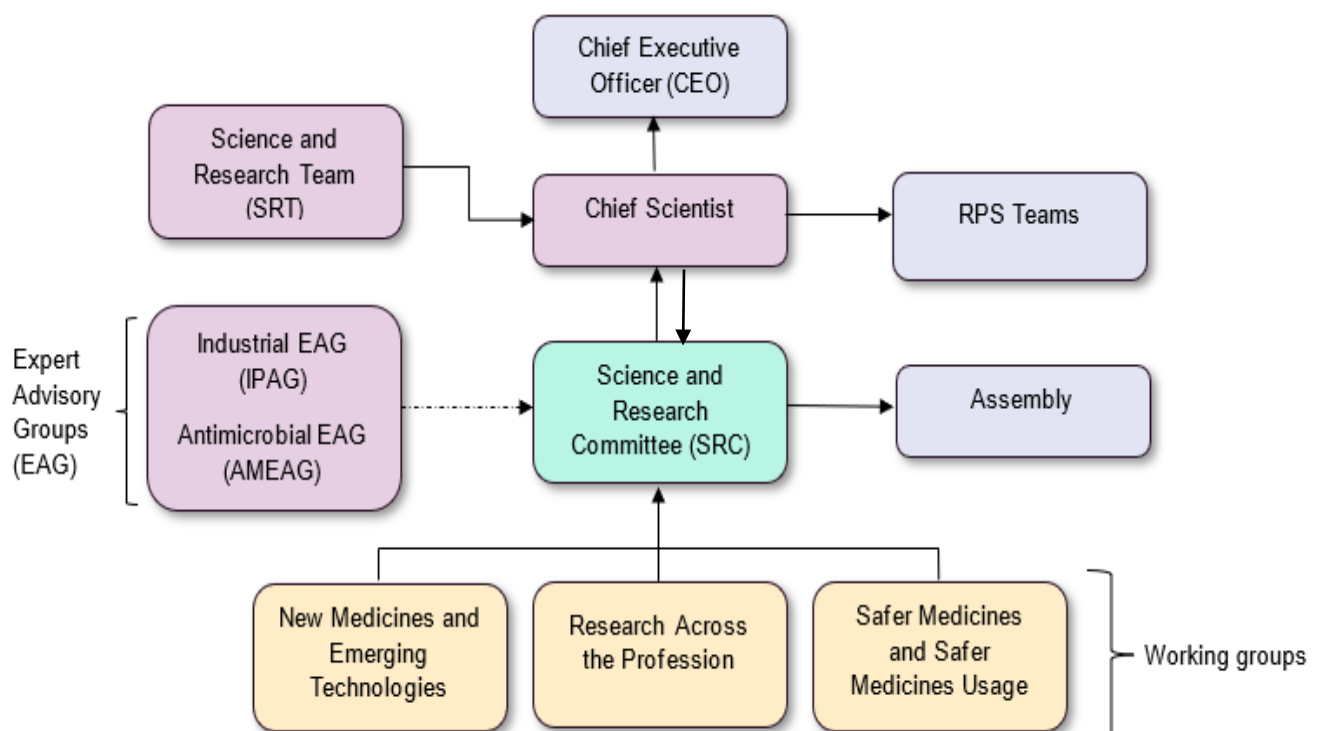 Chief Executive
Officer (CEO)
Science and
Research Team
(SRT)
Chief Scientist
RPS Teams
Expert
Advisory
Groups
(EAG)
Industrial EAG
(IPAG)
Antimicrobial EAG
(AMEAG)
Science and
Research
Committee (SRC)
Assembly
New Medicines and
Emerging
Technologies
Research Across
the Profession
Safer Medicines
and Safer
Medicines Usage
Working groups